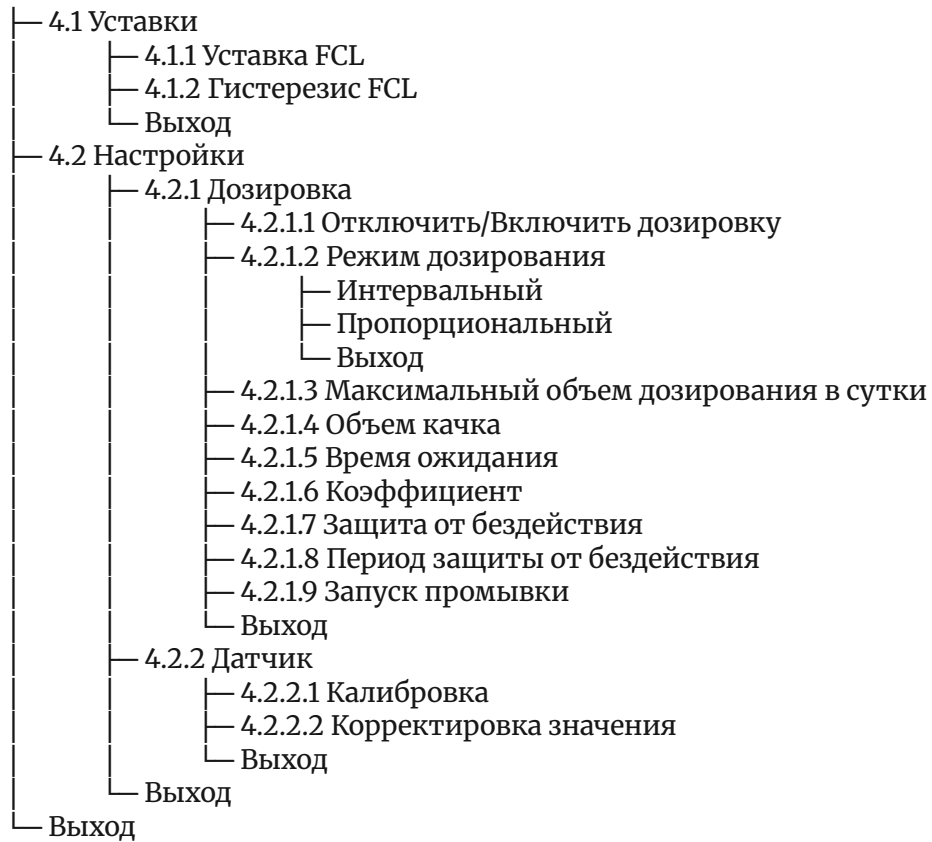 4.1 Уставки
4.1.1 Уставка FCL
4.1.2 Гистерезис FCL
Выход
4.2 Настройки
4.2.1 Дозировка
4.2.1.1 Отключить/Включить дозировку
4.2.1.2 Режим дозирования
Интервальный
Пропорциональный
Выход
4.2.1.3 Максимальный объем дозирования в сутки
4.2.1.4 Объем качка
4.2.1.5 Время ожидания
4.2.1.6 Коэффициент
4.2.1.7 Защита от бездействия
4.2.1.8 Период защиты от бездействия
4.2.1.9 Запуск промывки
Выход
4.2.2 Датчик
4.2.2.1 Калибровка
4.2.2.2 Корректировка значения
Выход
Выход
Выход